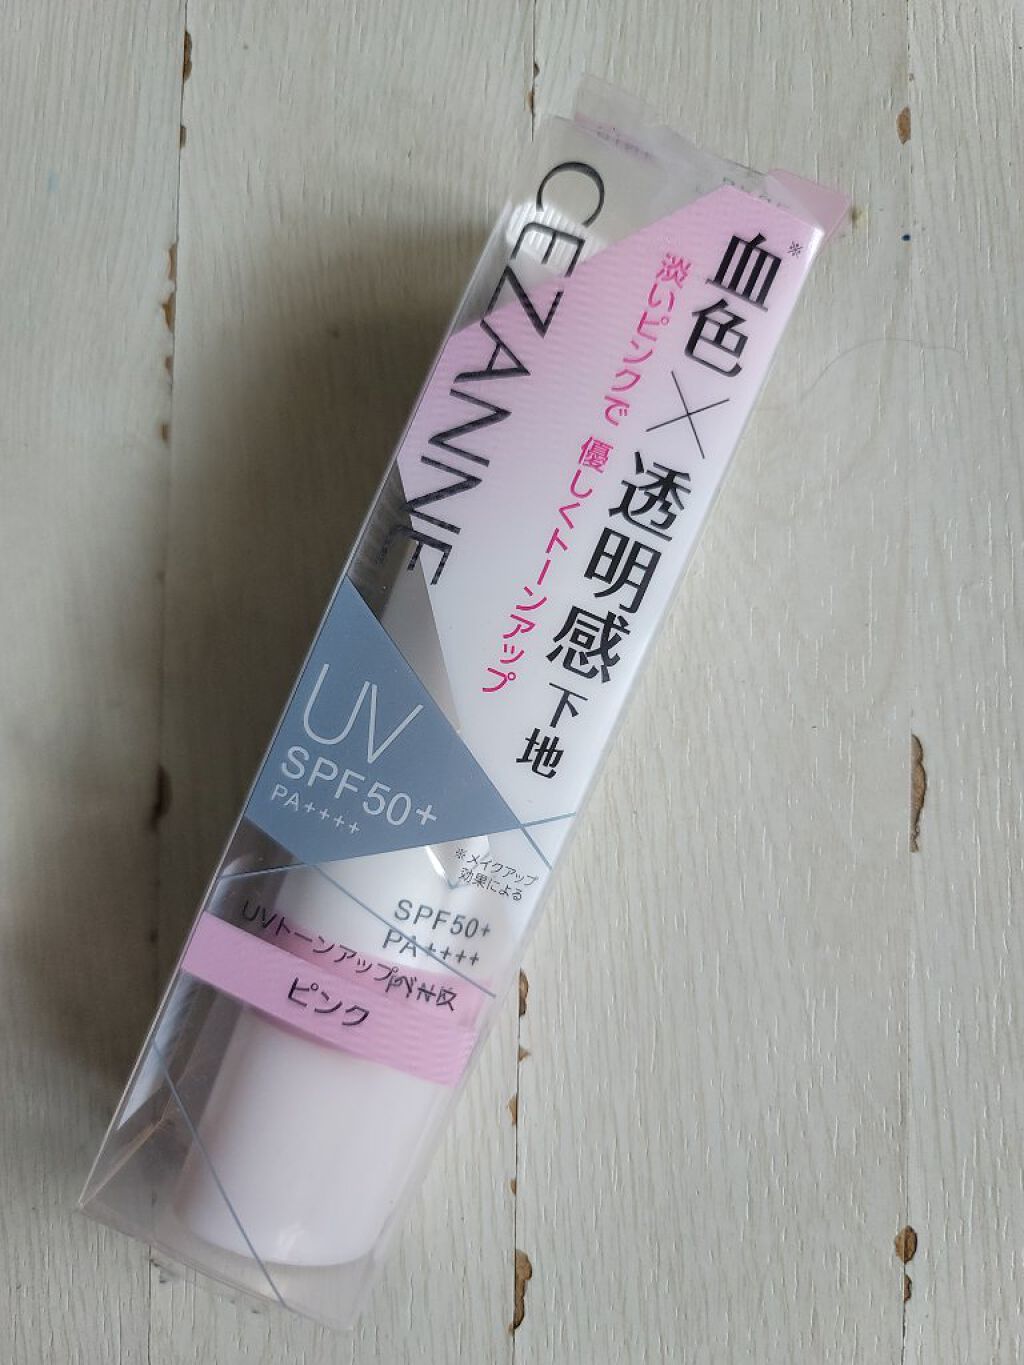 CEZANNE
※
血色×透明感下地
淡いピンクで 優しくトーンアップ
UV
SPF50+
PA++++
※メイクアップ
効果による
SPF50+
PA++++
UVトーンアップベース
ピンク